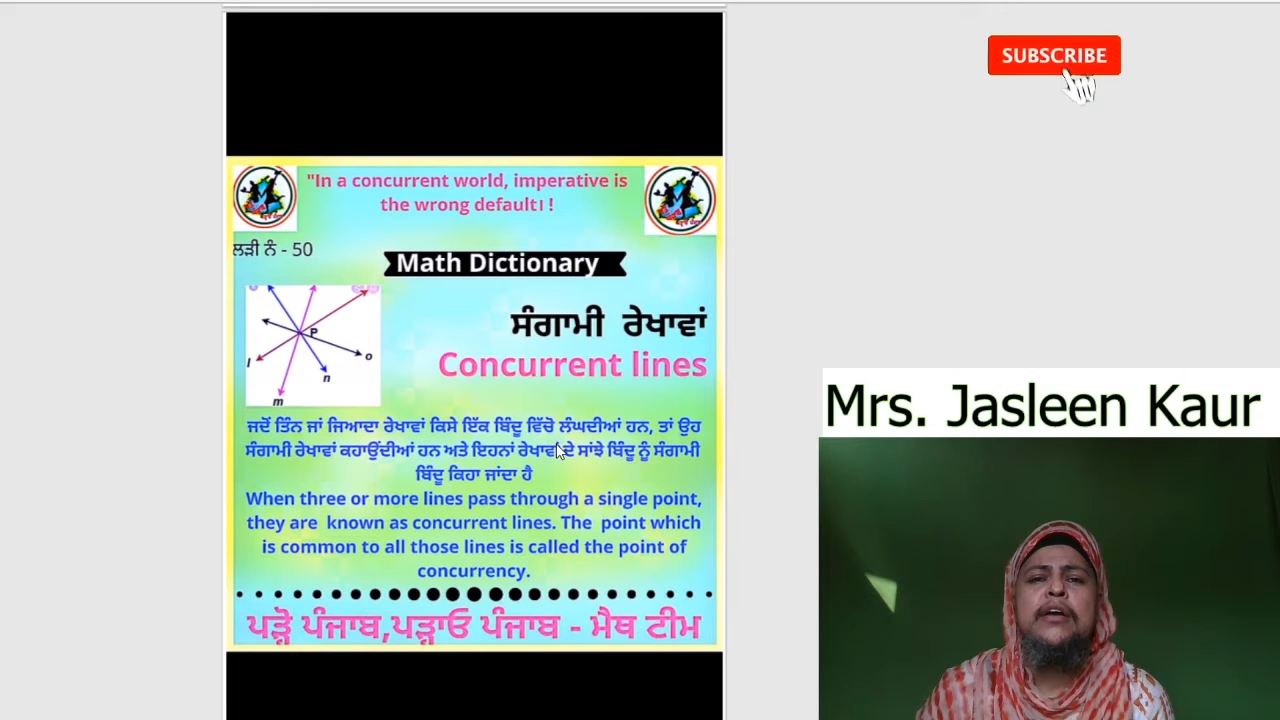 SUBSCRIBE
"In a concurrent world, imperative is
the wrong default। !
ਲੜੀ ਨੰ - 50
Math Dictionary
ਸੰਗਾਮੀ ਰੇਖਾਵਾਂ
Concurrent lines
P
l
o
n
m
ਜਦੋਂ ਤਿੰਨ ਜਾਂ ਜਿਆਦਾ ਰੇਖਾਵਾਂ ਕਿਸੇ ਇੱਕ ਬਿੰਦੂ ਵਿੱਚੋ ਲੰਘਦੀਆਂ ਹਨ, ਤਾਂ ਉਹ
ਸੰਗਾਮੀ ਰੇਖਾਵਾਂ ਕਹਾਉਂਦੀਆਂ ਹਨ ਅਤੇ ਇਹਨਾਂ ਰੇਖਾਵਾਂ ਦੇ ਸਾਂਝੇ ਬਿੰਦੂ ਨੂੰ ਸੰਗਾਮੀ
ਬਿੰਦੂ ਕਿਹਾ ਜਾਂਦਾ ਹੈ
When three or more lines pass through a single point,
they are known as concurrent lines. The point which
is common to all those lines is called the point of
concurrency.
ਪੜ੍ਹੋ ਪੰਜਾਬ,ਪੜ੍ਹਾਓ ਪੰਜਾਬ - ਮੈਥ ਟੀਮ
Mrs. Jasleen Kaur